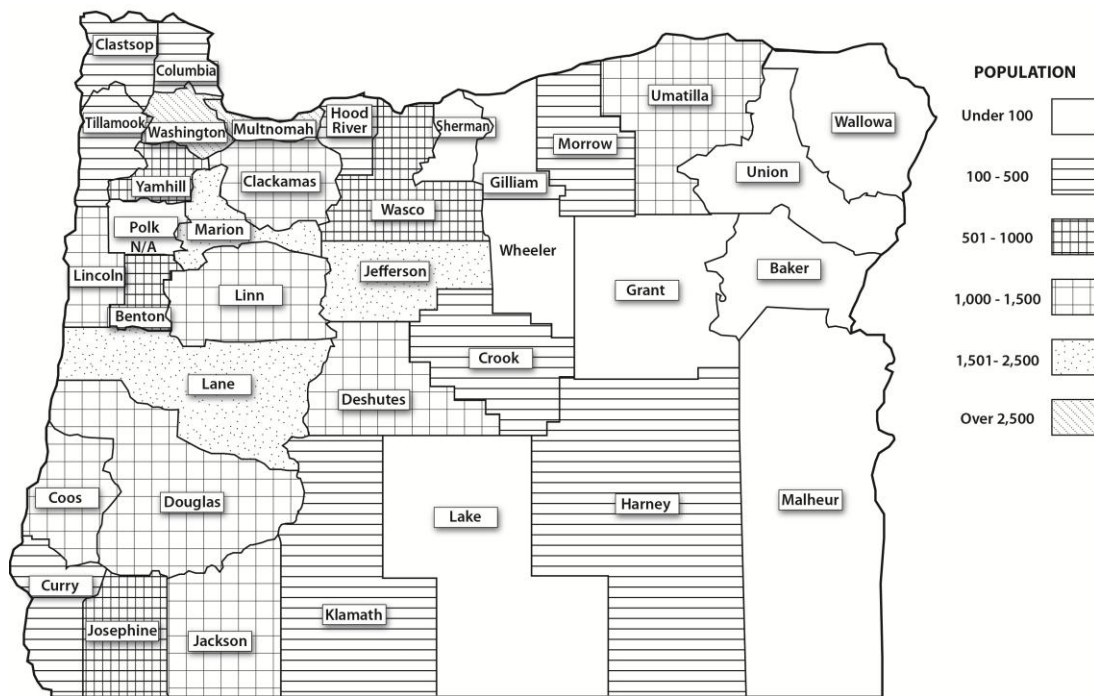 Clastsop
Columbia
Tillamook
Washington
Multnomah
Hood
River
Sherman
Umatilla
Wallowa
Morrow
Gilliam
Union
Yamhill
Clackamas
Wasco
Polk
N/A
Marion
Wheeler
Lincoln
Jefferson
Grant
Baker
Linn
Benton
Crook
Lane
Deshutes
Coos
Douglas
Lake
Harney
Malheur
Curry
Klamath
Josephine
Jackson
POPULATION
Under 100
100 - 500
501 - 1000
1,000 - 1,500
1,501- 2,500
Over 2,500